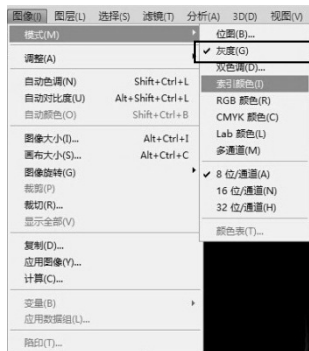 图像(I) 图层(L) 选择(S) 滤镜(T) 分析(A) 3D(D) 视图(V)
模式(M)
调整(A)
自动色调(N) Shift+Ctrl+L
自动对比度(U) Alt+Shift+Ctrl+L
自动颜色(O) Shift+Ctrl+B
图像大小(I)... Alt+Ctrl+I
画布大小(S)... Alt+Ctrl+C
图像旋转(G)
裁剪(P)
裁切(R)...
显示全部(V)
复制(D)...
应用图像(Y)...
计算(C)...
变量(B)
应用数据组(L)...
陷印(T)...
位图(B)...
灰度(G)
双色调(D)...
索引颜色(I)
RGB 颜色(R)
CMYK 颜色(C)
Lab 颜色(L)
多通道(M)
8 位/通道(A)
16 位/通道(N)
32 位/通道(H)
颜色表(T)...